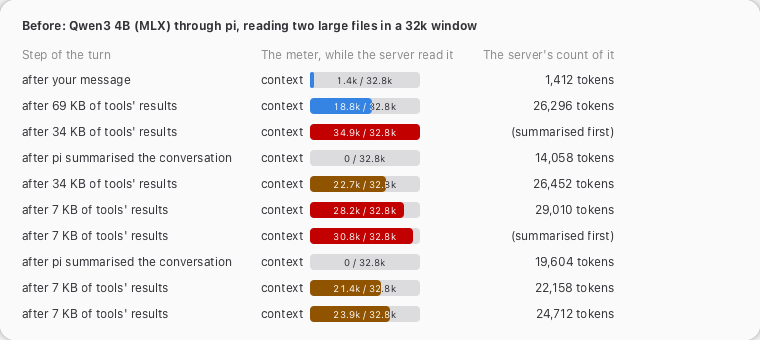 Before: Qwen3 4B (MLX) through pi, reading two large files in a 32k window
Step of the turn The meter, while the server read it The server's count of it
after your message context 1.4k / 32.8k 1,412 tokens
after 69 KB of tools' results context 18.8k / 32.8k 26,296 tokens
after 34 KB of tools' results context 34.9k / 32.8k (summarised first)
after pi summarised the conversation context 0 / 32.8k 14,058 tokens
after 34 KB of tools' results context 22.7k / 32.8k 26,452 tokens
after 7 KB of tools' results context 28.2k / 32.8k 29,010 tokens
after 7 KB of tools' results context 30.8k / 32.8k (summarised first)
after pi summarised the conversation context 0 / 32.8k 19,604 tokens
after 7 KB of tools' results context 21.4k / 32.8k 22,158 tokens
after 7 KB of tools' results context 23.9k / 32.8k 24,712 tokens